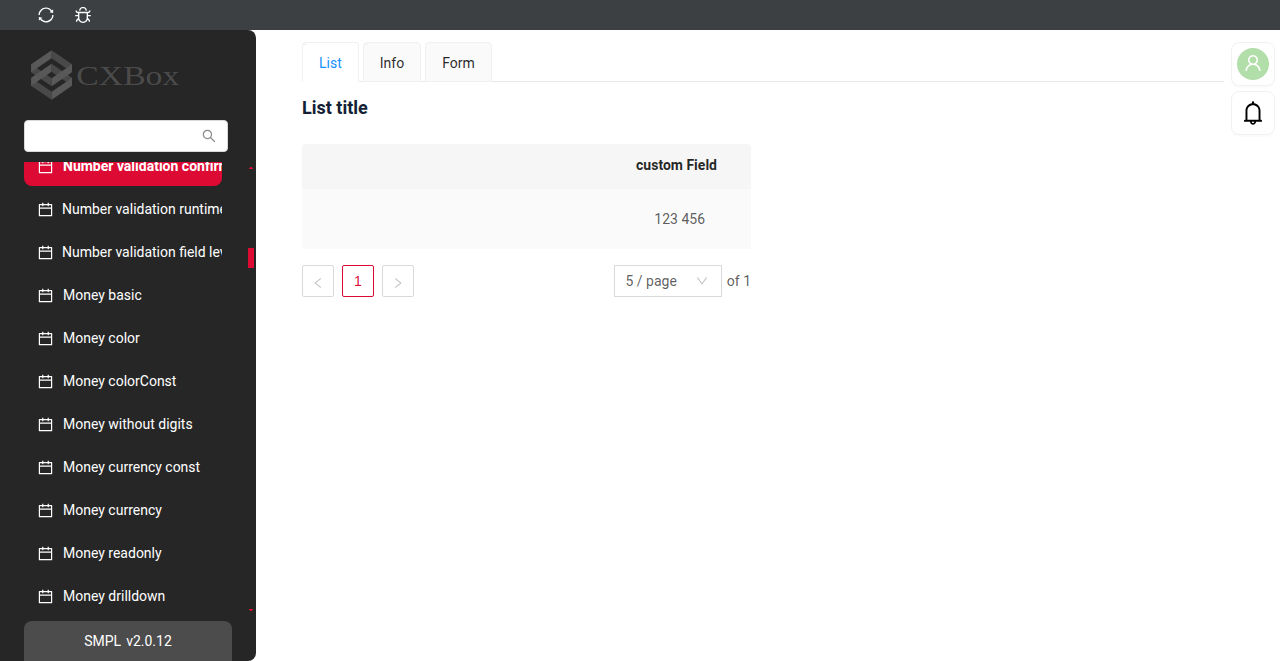 CXBox
Number validation confirm
Number validation runtime
Number validation field lev
Money basic
Money color
Money colorConst
Money without digits
Money currency const
Money currency
Money readonly
Money drilldown
SMPL v2.0.12
List
Info
Form
List title
custom Field
123 456
1
5 / page
of 1